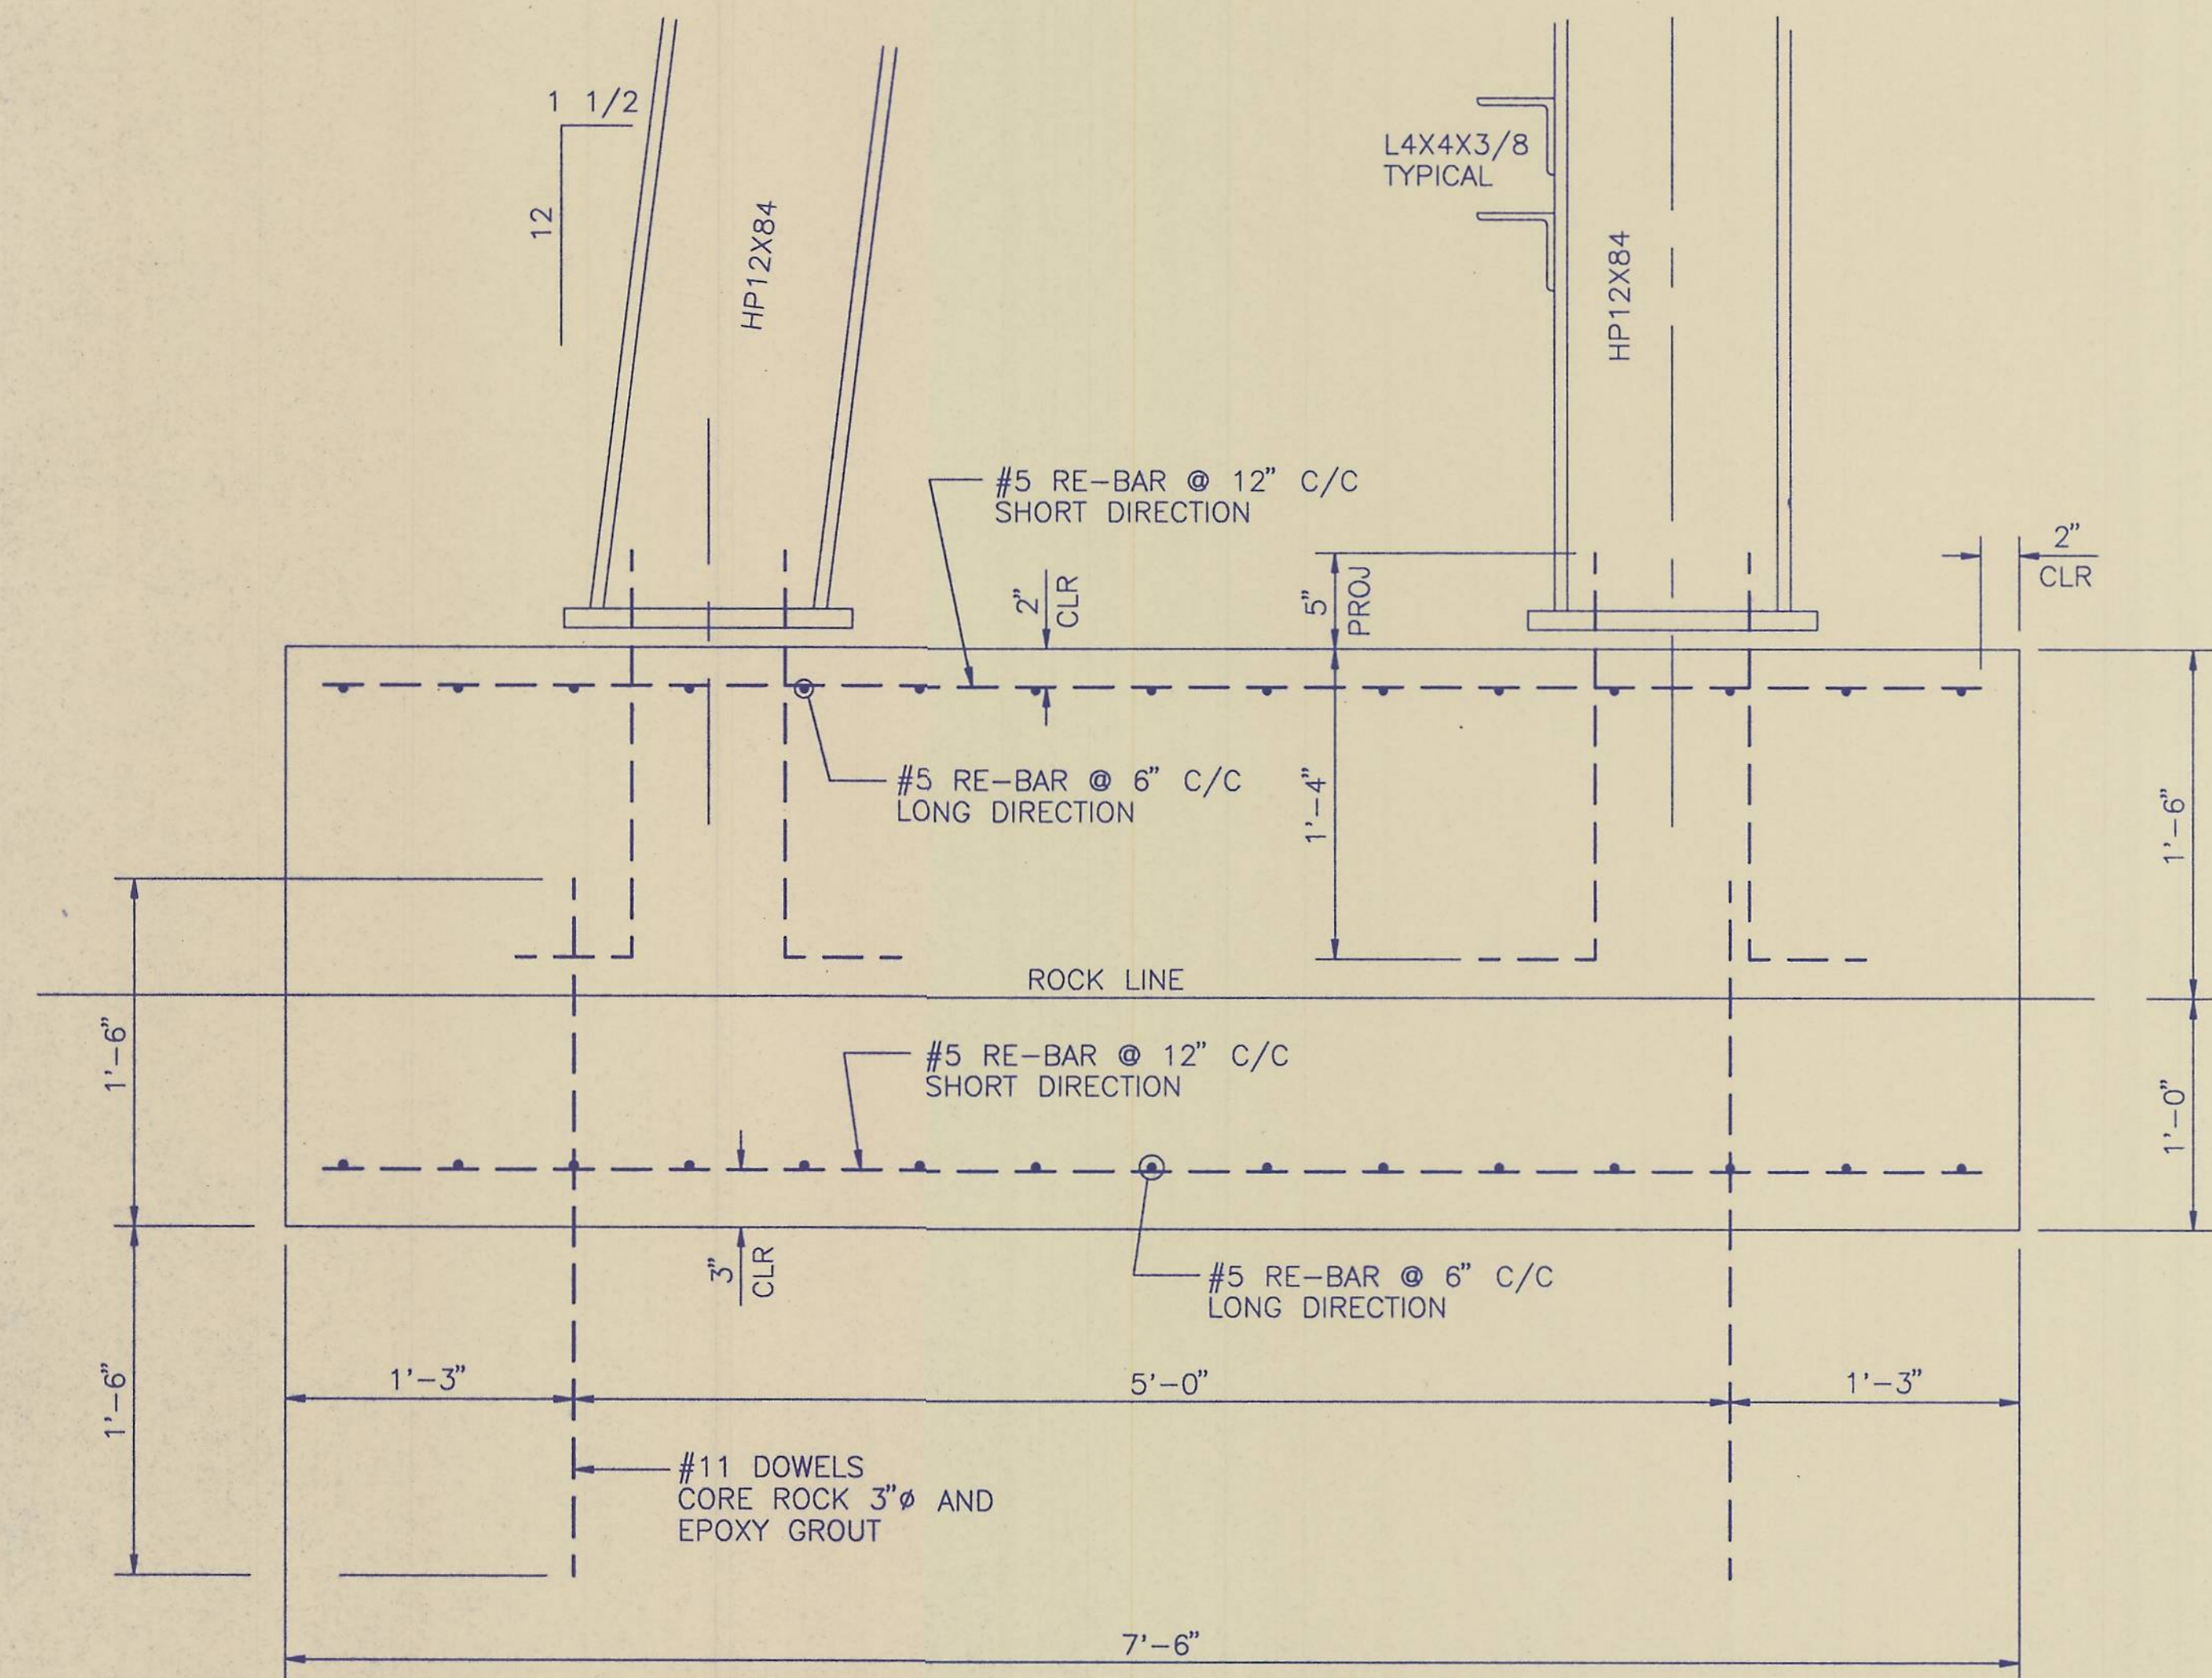 1 1/2
12
HP12X84
L4X4X3/8
TYPICAL
HP12X84
#5 RE-BAR @ 12" C/C
SHORT DIRECTION
2"
CLR
5"
PROJ
2"
CLR
#5 RE-BAR @ 6" C/C
LONG DIRECTION
1'-4"
1'-6"
ROCK LINE
1'-6"
#5 RE-BAR @ 12" C/C
SHORT DIRECTION
1'-0"
3"
CLR
#5 RE-BAR @ 6" C/C
LONG DIRECTION
1'-6"
1'-3"
5'-0"
1'-3"
#11 DOWELS
CORE ROCK 3"ø AND
EPOXY GROUT
7'-6"